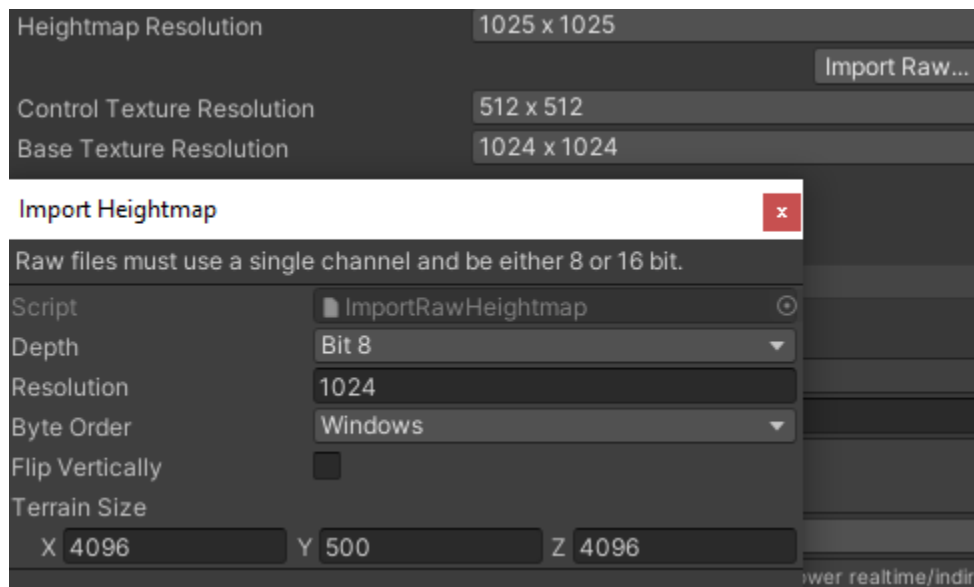 Heightmap Resolution 1025 x 1025
Import Raw...
Control Texture Resolution 512 x 512
Base Texture Resolution 1024 x 1024
Import Heightmap x
Raw files must use a single channel and be either 8 or 16 bit.
Script ImportRawHeightmap
Depth Bit 8
Resolution 1024
Byte Order Windows
Flip Vertically
Terrain Size
X 4096 Y 500 Z 4096
realtime/indir